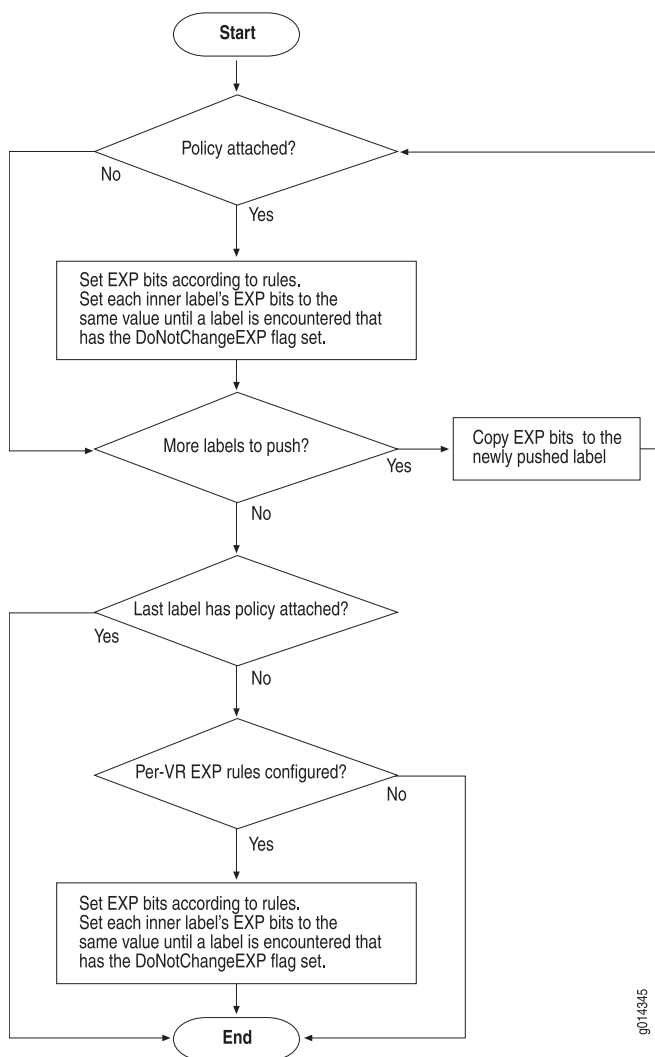 Start
Policy attached?
No
Yes
Set EXP bits according to rules.
Set each inner label's EXP bits to the
same value until a label is encountered that
has the DoNotChangeEXP flag set.
More labels to push?
Yes
Copy EXP bits to the
newly pushed label
No
Last label has policy attached?
Yes
No
Per-VR EXP rules configured?
No
Yes
Set EXP bits according to rules.
Set each inner label's EXP bits to the
same value until a label is encountered that
has the DoNotChangeEXP flag set.
End
g014345